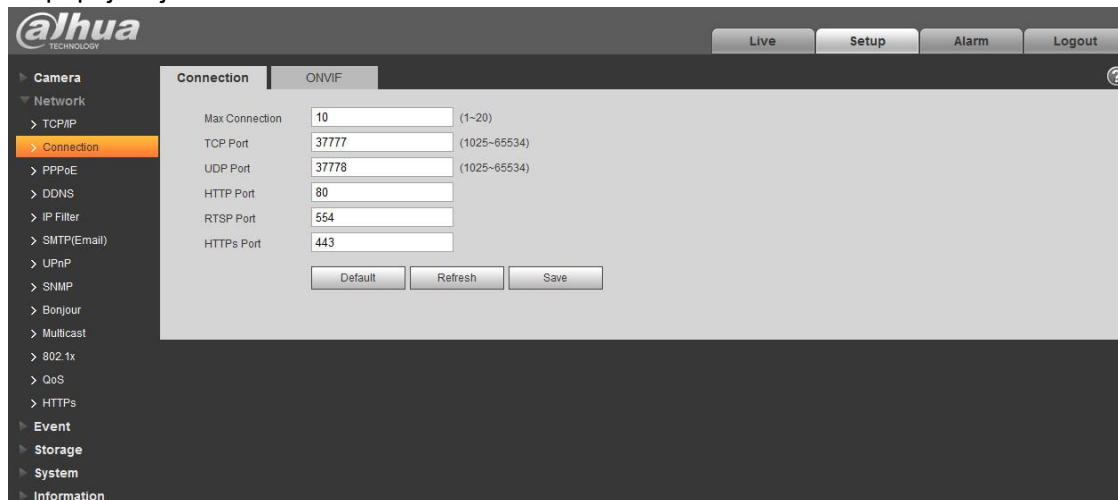 alhua
TECHNOLOGY
Live Setup Alarm Logout
Camera
Network
TCP/IP
Connection
PPPoE
DDNS
IP Filter
SMTP(Email)
UPnP
SNMP
Bonjour
Multicast
802.1x
QoS
HTTPs
Event
Storage
System
Information
Connection ONVIF
Max Connection 10 (1~20)
TCP Port 37777 (1025~65534)
UDP Port 37778 (1025~65534)
HTTP Port 80
RTSP Port 554
HTTPs Port 443
Default Refresh Save